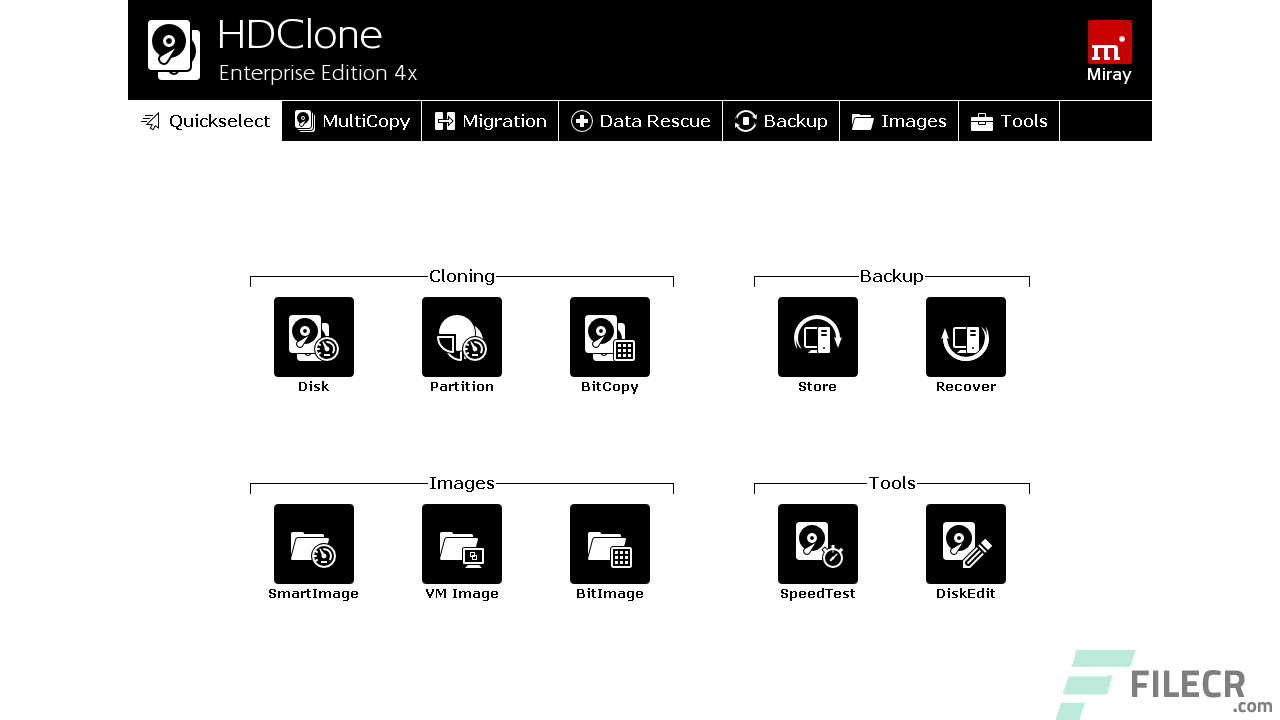 HDClone
Enterprise Edition 4x
m
Miray
Quickselect MultiCopy Migration Data Rescue Backup Images Tools
Cloning Backup
Disk Partition BitCopy Store Recover
Images Tools
SmartImage VM Image BitImage SpeedTest DiskEdit
FILECR
.com